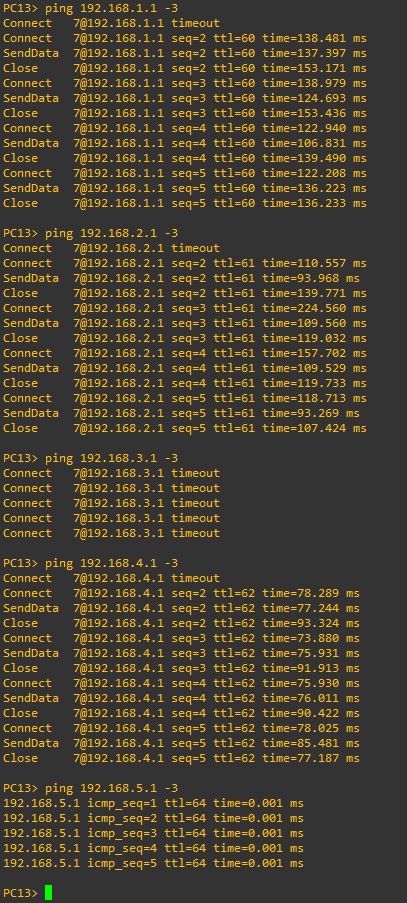 PC13> ping 192.168.1.1 -3
Connect   7@192.168.1.1 timeout
Connect   7@192.168.1.1 seq=2 ttl=60 time=138.481 ms
SendData  7@192.168.1.1 seq=2 ttl=60 time=137.397 ms
Close     7@192.168.1.1 seq=2 ttl=60 time=153.171 ms
Connect   7@192.168.1.1 seq=3 ttl=60 time=138.979 ms
SendData  7@192.168.1.1 seq=3 ttl=60 time=124.693 ms
Close     7@192.168.1.1 seq=3 ttl=60 time=153.436 ms
Connect   7@192.168.1.1 seq=4 ttl=60 time=122.940 ms
SendData  7@192.168.1.1 seq=4 ttl=60 time=106.831 ms
Close     7@192.168.1.1 seq=4 ttl=60 time=139.490 ms
Connect   7@192.168.1.1 seq=5 ttl=60 time=122.208 ms
SendData  7@192.168.1.1 seq=5 ttl=60 time=136.223 ms
Close     7@192.168.1.1 seq=5 ttl=60 time=136.233 ms
PC13> ping 192.168.2.1 -3
Connect   7@192.168.2.1 timeout
Connect   7@192.168.2.1 seq=2 ttl=61 time=110.557 ms
SendData  7@192.168.2.1 seq=2 ttl=61 time=93.968 ms
Close     7@192.168.2.1 seq=2 ttl=61 time=139.771 ms
Connect   7@192.168.2.1 seq=3 ttl=61 time=224.560 ms
SendData  7@192.168.2.1 seq=3 ttl=61 time=109.560 ms
Close     7@192.168.2.1 seq=3 ttl=61 time=119.032 ms
Connect   7@192.168.2.1 seq=4 ttl=61 time=157.702 ms
SendData  7@192.168.2.1 seq=4 ttl=61 time=109.529 ms
Close     7@192.168.2.1 seq=4 ttl=61 time=119.733 ms
Connect   7@192.168.2.1 seq=5 ttl=61 time=118.713 ms
SendData  7@192.168.2.1 seq=5 ttl=61 time=93.269 ms
Close     7@192.168.2.1 seq=5 ttl=61 time=107.424 ms
PC13> ping 192.168.3.1 -3
Connect   7@192.168.3.1 timeout
Connect   7@192.168.3.1 timeout
Connect   7@192.168.3.1 timeout
Connect   7@192.168.3.1 timeout
Connect   7@192.168.3.1 timeout
PC13> ping 192.168.4.1 -3
Connect   7@192.168.4.1 timeout
Connect   7@192.168.4.1 seq=2 ttl=62 time=78.289 ms
SendData  7@192.168.4.1 seq=2 ttl=62 time=77.244 ms
Close     7@192.168.4.1 seq=2 ttl=62 time=93.324 ms
Connect   7@192.168.4.1 seq=3 ttl=62 time=73.880 ms
SendData  7@192.168.4.1 seq=3 ttl=62 time=75.931 ms
Close     7@192.168.4.1 seq=3 ttl=62 time=91.913 ms
Connect   7@192.168.4.1 seq=4 ttl=62 time=75.930 ms
SendData  7@192.168.4.1 seq=4 ttl=62 time=76.011 ms
Close     7@192.168.4.1 seq=4 ttl=62 time=90.422 ms
Connect   7@192.168.4.1 seq=5 ttl=62 time=78.025 ms
SendData  7@192.168.4.1 seq=5 ttl=62 time=85.481 ms
Close     7@192.168.4.1 seq=5 ttl=62 time=77.187 ms
PC13> ping 192.168.5.1 -3
192.168.5.1 icmp_seq=1 ttl=64 time=0.001 ms
192.168.5.1 icmp_seq=2 ttl=64 time=0.001 ms
192.168.5.1 icmp_seq=3 ttl=64 time=0.001 ms
192.168.5.1 icmp_seq=4 ttl=64 time=0.001 ms
192.168.5.1 icmp_seq=5 ttl=64 time=0.001 ms
PC13>